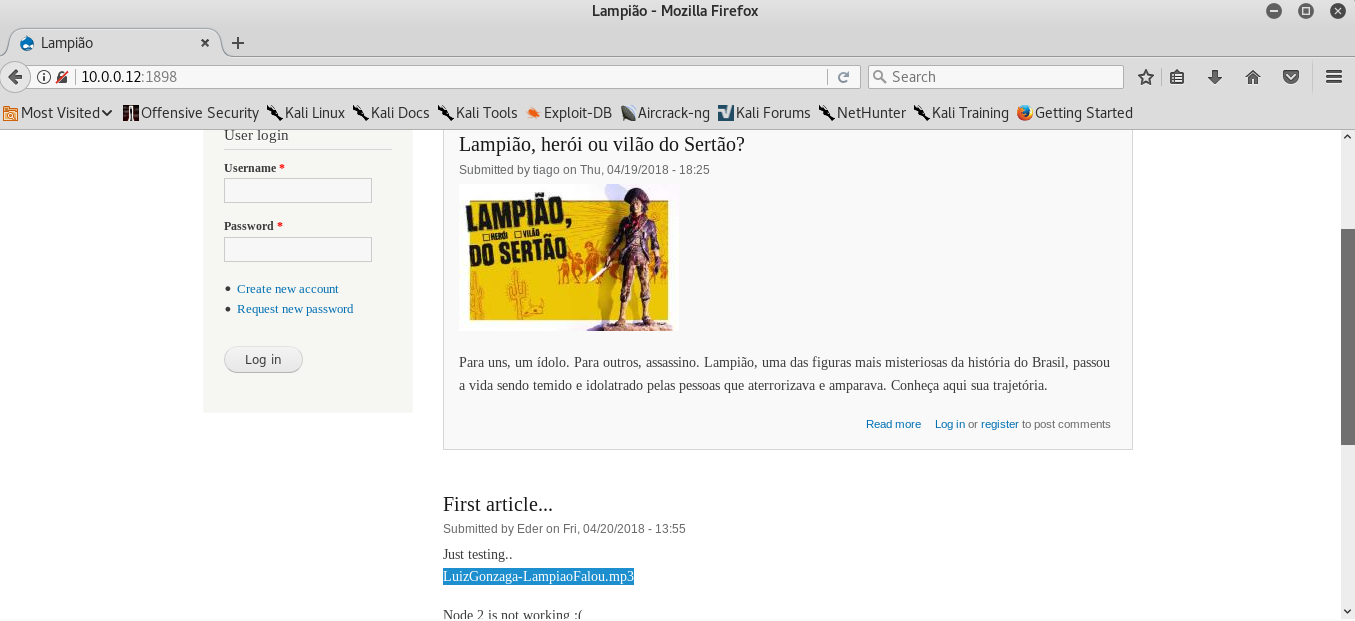 Lampião - Mozilla Firefox
Lampião
10.0.0.12:1898
Search
Most Visited
Offensive Security
Kali Linux
Kali Docs
Kali Tools
Exploit-DB
Aircrack-ng
Kali Forums
NetHunter
Kali Training
Getting Started
User login
Username *
Password *
Create new account
Request new password
Log in
Lampião, herói ou vilão do Sertão?
Submitted by tiago on Thu, 04/19/2018 - 18:25
LAMPIÃO,
HERÓI VILÃO
DO SERTÃO
Para uns, um ídolo. Para outros, assassino. Lampião, uma das figuras mais misteriosas da história do Brasil, passou
a vida sendo temido e idolatrado pelas pessoas que aterrorizava e amparava. Conheça aqui sua trajetória.
Read more Log in or register to post comments
First article...
Submitted by Eder on Fri, 04/20/2018 - 13:55
Just testing..
LuizGonzaga-LampiaoFalou.mp3
Node 2 is not working :(